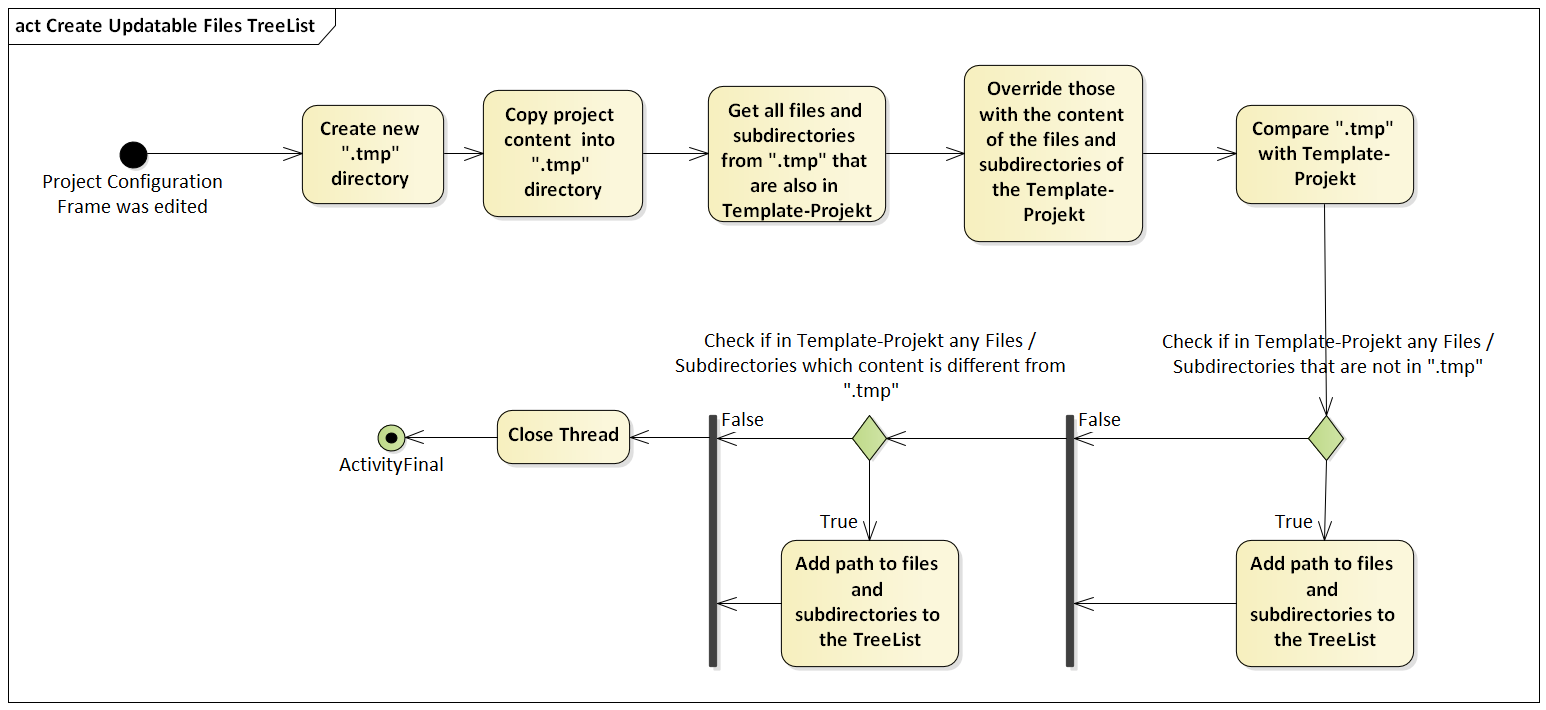 act Create Updatable Files TreeList
Project Configuration
Frame was edited
Create new
".tmp"
directory
Copy project
content into
".tmp"
directory
Get all files and
subdirectories
from ".tmp" that
are also in
Template-Projekt
Override those
with the content
of the files and
subdirectories of
the Template-
Projekt
Compare ".tmp"
with Template-
Projekt
Check if in Template-Projekt any Files /
Subdirectories that are not in ".tmp"
False
True
Add path to files
and
subdirectories to
the TreeList
Check if in Template-Projekt any Files /
Subdirectories which content is different from
".tmp"
False
True
Add path to files
and
subdirectories to
the TreeList
Close Thread
ActivityFinal